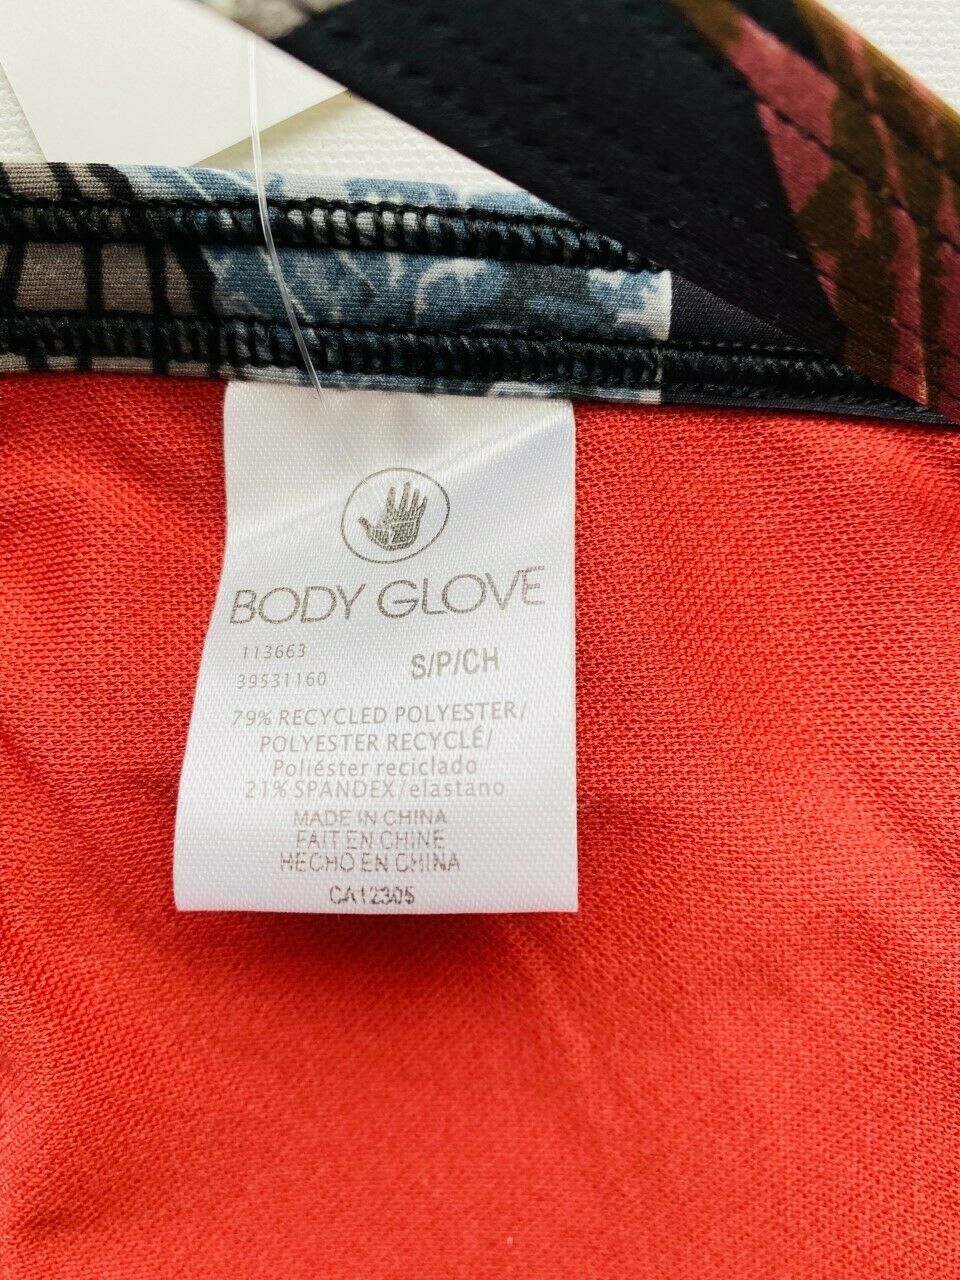 BODY GLOVE
113663
39531160
S/P/CH
79% RECYCLED POLYESTER/
POLYESTER RECYCLÉ/
Poliéster reciclado
21% SPANDEX/elastano
MADE IN CHINA
FAIT EN CHINE
HECHO EN CHINA
CA12305